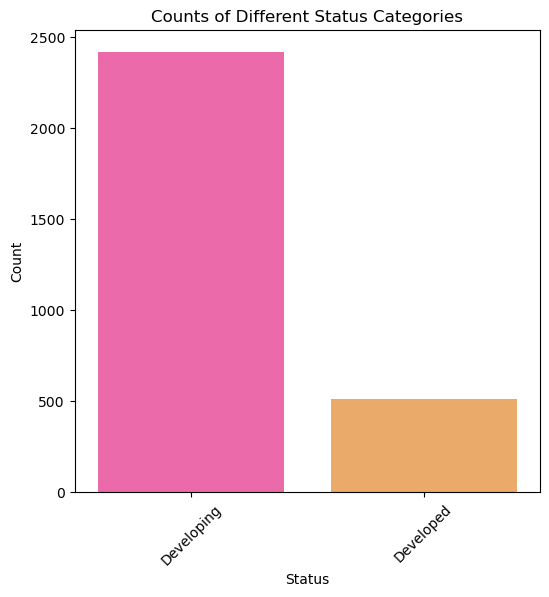 Counts of Different Status Categories
Count
2500
2000
1500
1000
500
0
Developing
Developed
Status